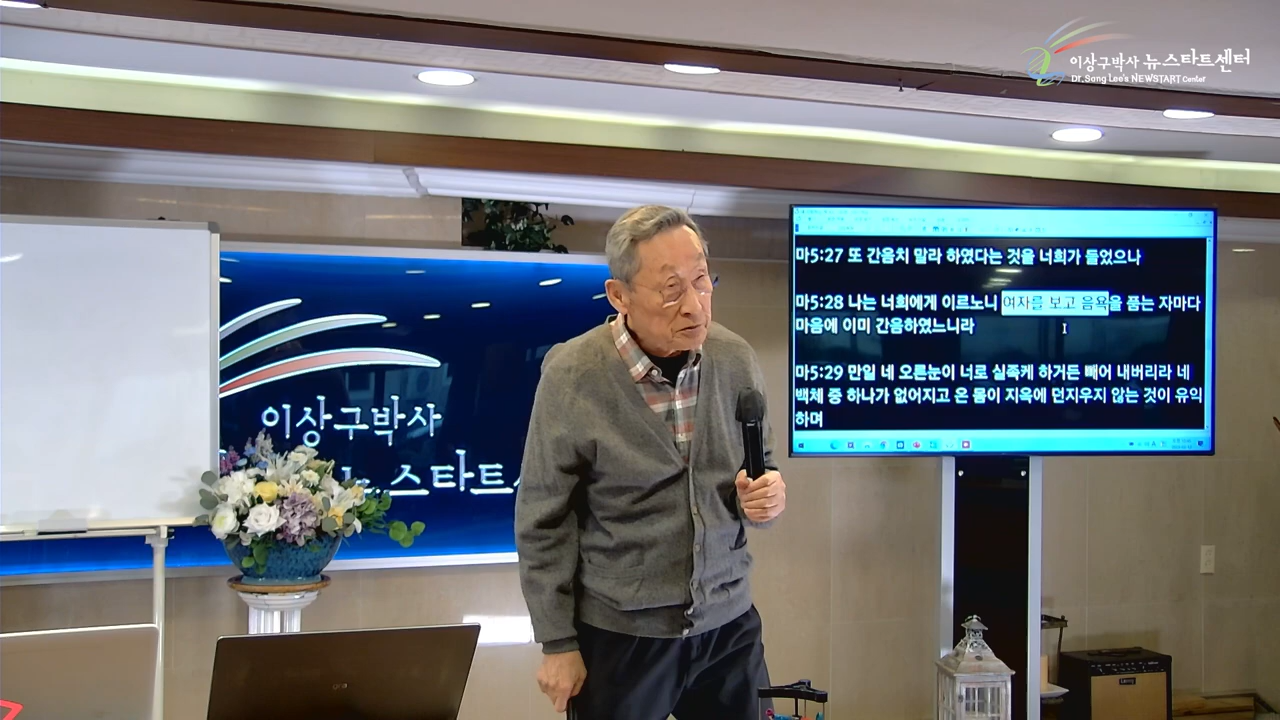 이상구박사 뉴스타트센터
Dr. Sang Lee's NEWSTART Center
마5:27 또 간음치 말라 하였다는 것을 너희가 들었으나
마5:28 나는 너희에게 이르노니 여자를 보고 음욕을 품는 자마다
마음에 이미 간음하였느니라
마5:29 만일 네 오른눈이 너로 실족케 하거든 빼어 내버리라 네
백체 중 하나가 없어지고 온 몸이 지옥에 던지우지 않는 것이 유익
하며
이상구박사
뉴스타트